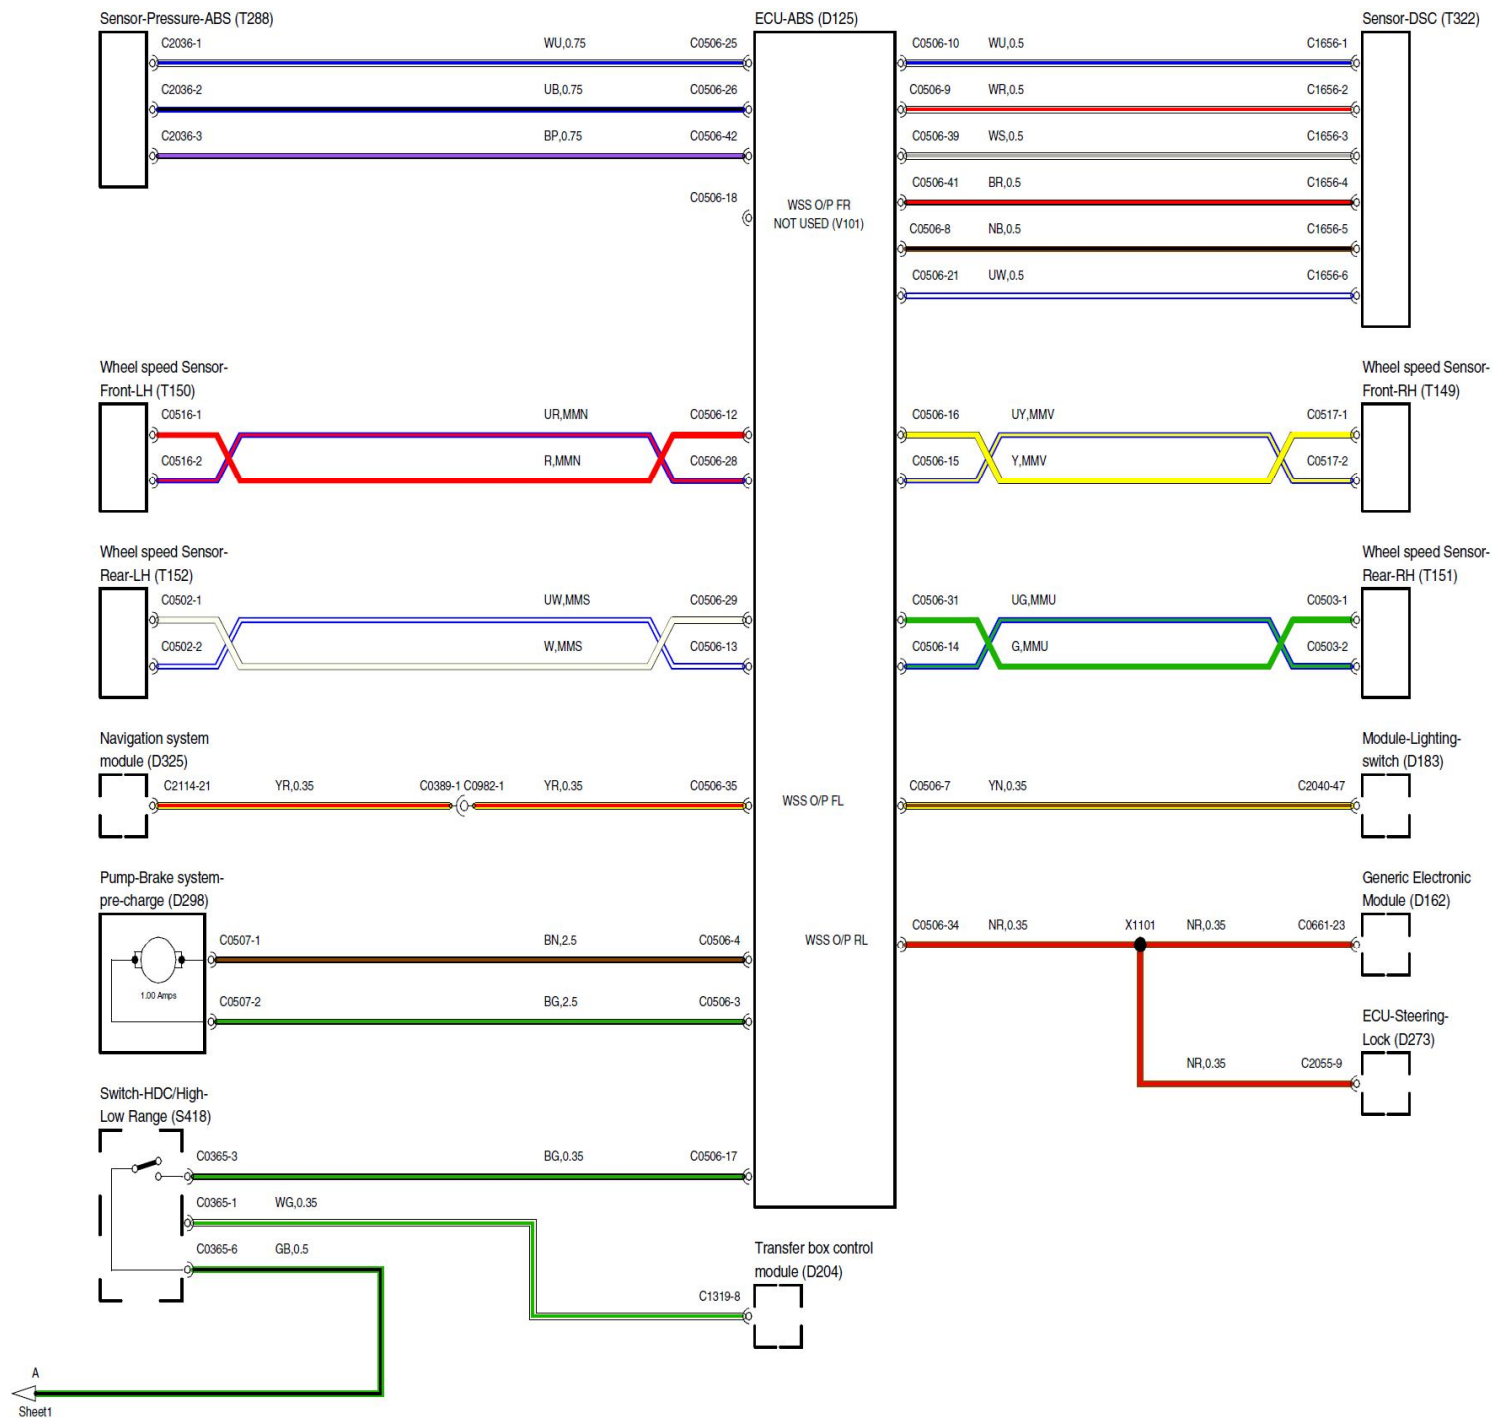 Sensor-Pressure-ABS (T288) ECU-ABS (D125) Sensor-DSC (T322)
C2036-1 WU,0.75 C0506-25 C0506-10 WU,0.5 C1656-1
C2036-2 UB,0.75 C0506-26 C0506-9 WR,0.5 C1656-2
C2036-3 BP,0.75 C0506-42 C0506-39 WS,0.5 C1656-3
C0506-41 BR,0.5 C1656-4
C0506-18 WSS O/P FR
NOT USED (V101) C0506-8 NB,0.5 C1656-5
C0506-21 UW,0.5 C1656-6
Wheel speed Sensor- Wheel speed Sensor-
Front-LH (T150) Front-RH (T149)
C0516-1 UR,MMN C0506-12 C0506-16 UY,MMV C0517-1
C0516-2 R,MMN C0506-28 C0506-15 Y,MMV C0517-2
Wheel speed Sensor- Wheel speed Sensor-
Rear-LH (T152) Rear-RH (T151)
C0502-1 UW,MMS C0506-29 C0506-31 UG,MMU C0503-1
C0502-2 W,MMS C0506-13 C0506-14 G,MMU C0503-2
Navigation system Module-Lighting-
module (D325) switch (D183)
C2114-21 YR,0.35 C0389-1 C0982-1 YR,0.35 C0506-35 WSS O/P FL C0506-7 YN,0.35 C2040-47
Pump-Brake system- Generic Electronic
pre-charge (D298) Module (D162)
C0507-1 BN,2.5 C0506-4 WSS O/P RL C0506-34 NR,0.35 X1101 NR,0.35 C0661-23
1.00 Amps C0507-2 BG,2.5 C0506-3
ECU-Steering-
Lock (D273)
NR,0.35 C2055-9
Switch-HDC/High-
Low Range (S418)
C0365-3 BG,0.35 C0506-17
C0365-1 WG,0.35
C0365-6 GB,0.5
Transfer box control
module (D204)
C1319-8
A
Sheet1